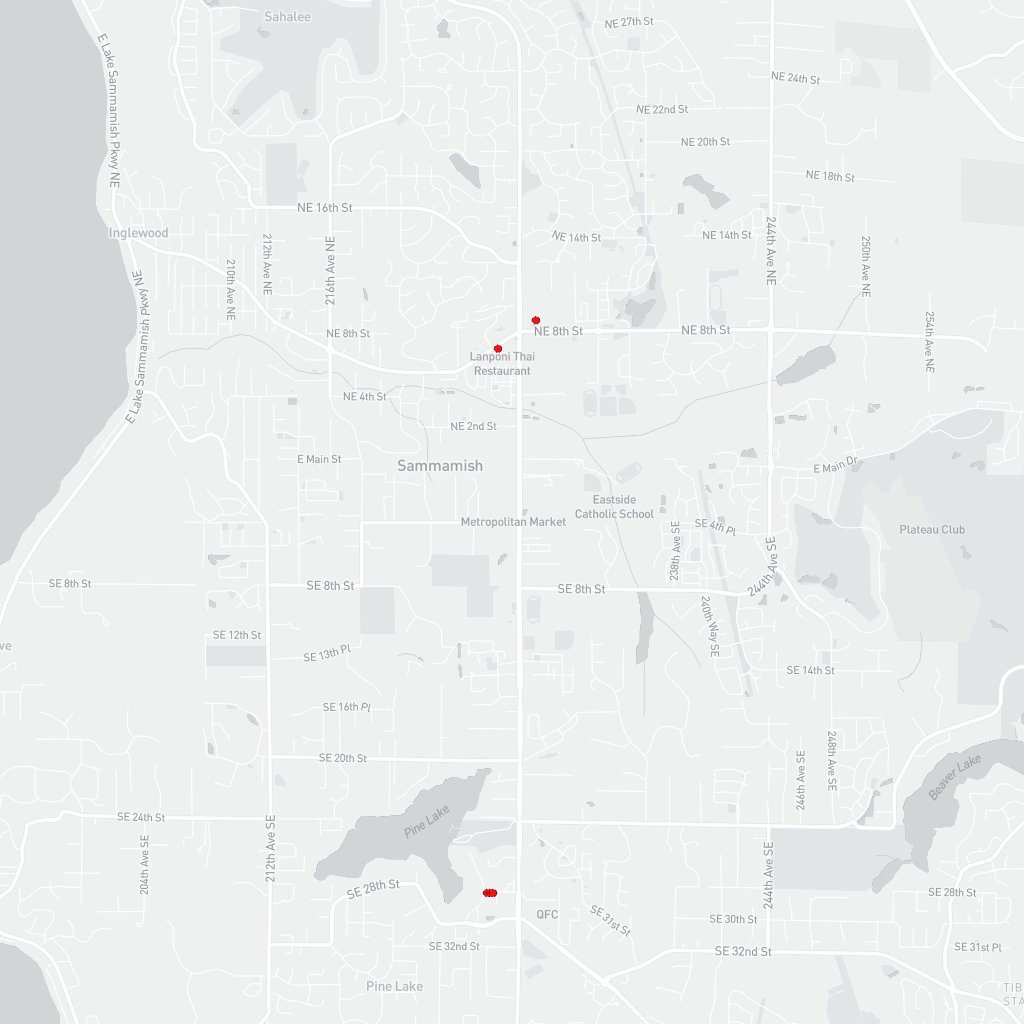 Sahalee
NE 27th St
E Lake Sammamish Pkwy NE
NE 24th St
NE 22nd St
NE 20th St
NE 18th St
NE 16th St
Inglewood
NE 14th St
NE 14th St
244th Ave NE
250th Ave NE
212th Ave NE
210th Ave NE
216th Ave NE
E Lake Sammamish Pkwy NE
NE 8th St
NE 8th St
NE 8th St
254th Ave NE
Lanponi Thai
Restaurant
NE 4th St
NE 2nd St
E Main St
Sammamish
E Main Dr
Eastside
Catholic School
Metropolitan Market
SE 4th Pl
Plateau Club
238th Ave SE
244th Ave SE
SE 8th St
SE 8th St
SE 8th St
240th Way SE
SE 12th St
ve
SE 13th Pl
SE 14th St
SE 16th Pl
SE 20th St
246th Ave SE
248th Ave SE
Beaver Lake
Pine Lake
SE 24th St
204th Ave SE
212th Ave SE
244th Ave SE
SE 28th St
SE 28th St
QFC
SE 31st St
SE 30th St
SE 32nd St
SE 32nd St
SE 31st Pl
Pine Lake
TIB
STA